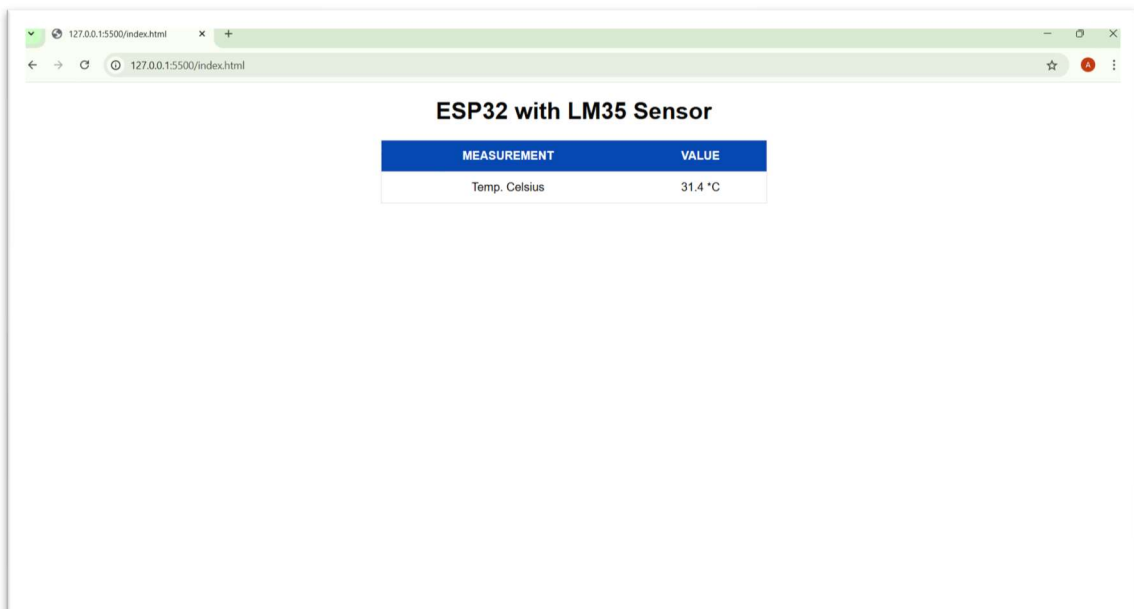 127.0.0.1:5500/index.html
127.0.0.1:5500/index.html
A
ESP32 with LM35 Sensor
MEASUREMENT VALUE
Temp. Celsius 31.4 *C